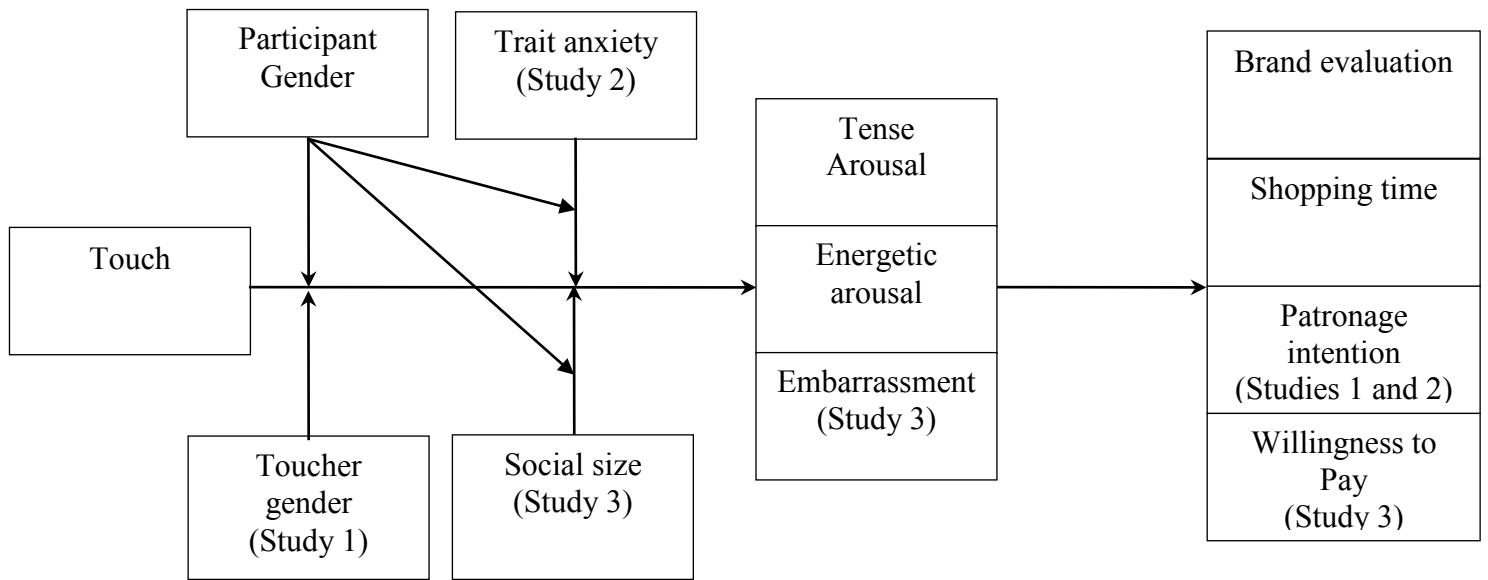 Participant
Gender
Trait anxiety
(Study 2)
Touch
Toucher
gender
(Study 1)
Social size
(Study 3)
Tense
Arousal
Energetic
arousal
Embarrassment
(Study 3)
Brand evaluation
Shopping time
Patronage
intention
(Studies 1 and 2)
Willingness to
Pay
(Study 3)